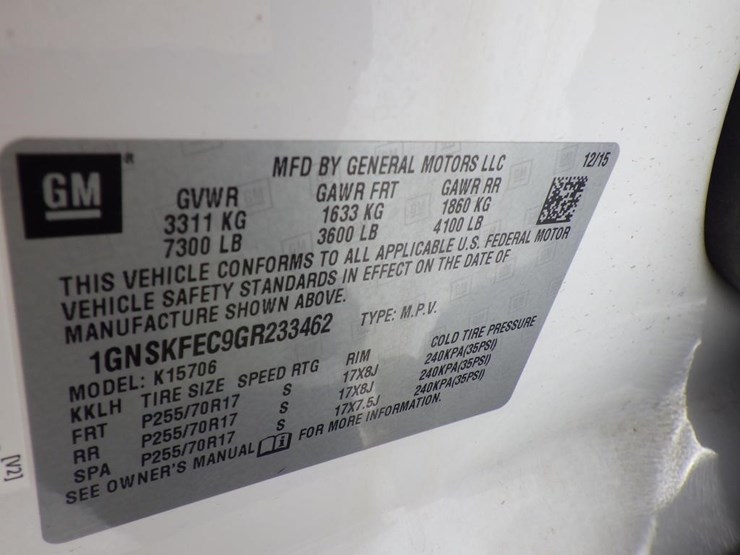 GM®
MFD BY GENERAL MOTORS LLC 12/15
GVWR GAWR FRT GAWR RR
3311 KG 1633 KG 1860 KG
7300 LB 3600 LB 4100 LB
THIS VEHICLE CONFORMS TO ALL APPLICABLE U.S. FEDERAL MOTOR
VEHICLE SAFETY STANDARDS IN EFFECT ON THE DATE OF
MANUFACTURE SHOWN ABOVE.
1GNSKFEC9GR233462 TYPE: M.P.V.
MODEL: K15706
KKLH TIRE SIZE SPEED RTG RIM COLD TIRE PRESSURE
FRT P255/70R17 S 17X8J 240KPA(35PSI)
RR P255/70R17 S 17X8J 240KPA(35PSI)
SPA P255/70R17 S 17X7.5J 240KPA(35PSI)
SEE OWNER'S MANUAL FOR MORE INFORMATION.
[V2]